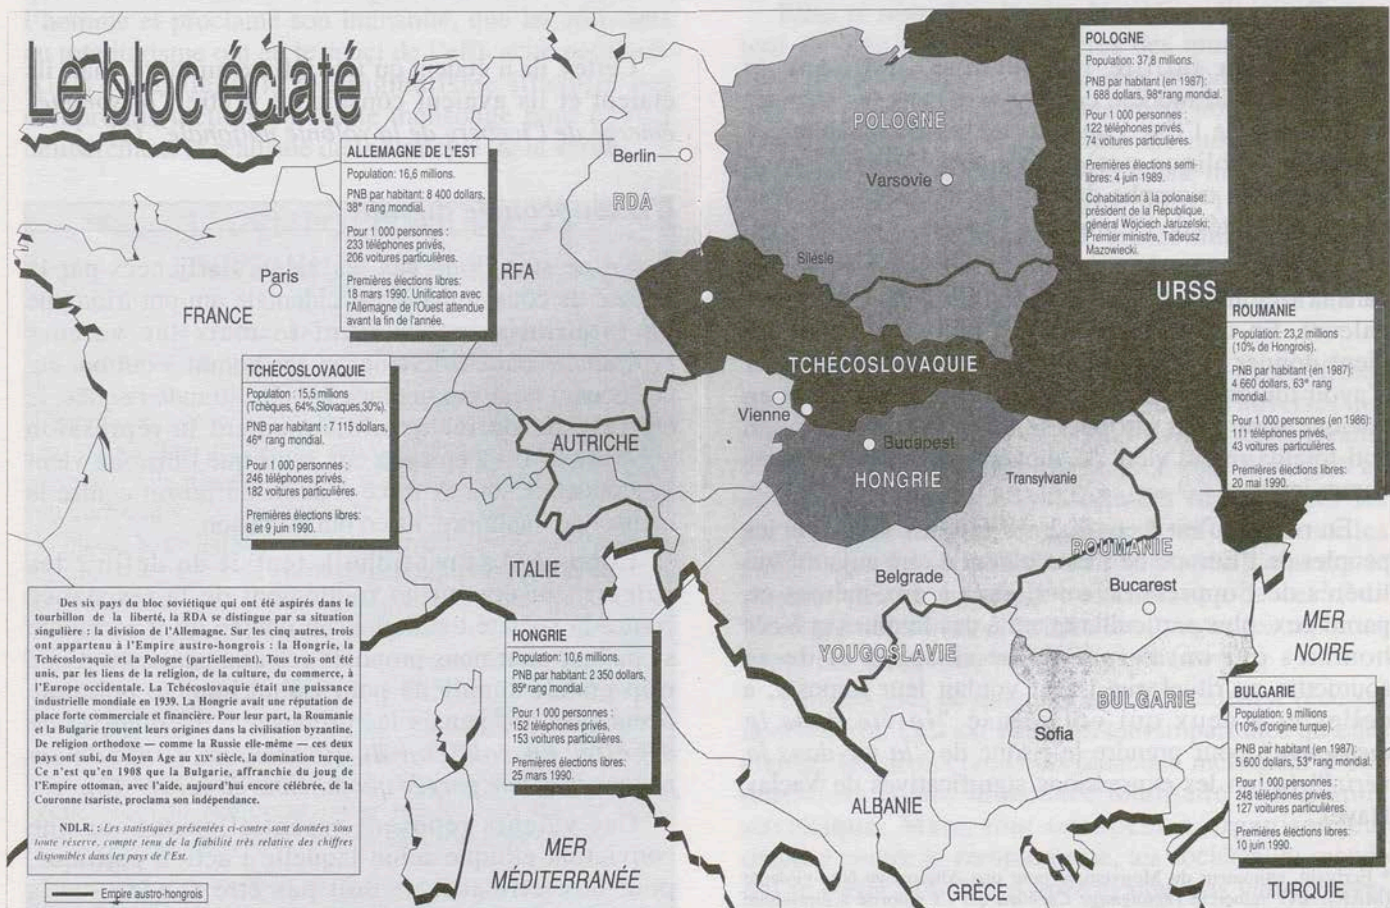 Le bloc éclaté
ALLEMAGNE DE L'EST
Population: 16,6 millions.
PNB par habitant: 8 400 dollars,
38e rang mondial.
Pour 1 000 personnes :
233 téléphones privés,
206 voitures particulières.
Premières élections libres:
18 mars 1990. Unification avec
l'Allemagne de l'Ouest attendue
avant la fin de l'année.
POLOGNE
Population: 37,8 millions.
PNB par habitant (en 1987):
1 688 dollars, 98e rang mondial.
Pour 1 000 personnes :
122 téléphones privés,
74 voitures particulières.
Premières élections semi-
libres: 4 juin 1989.
Cohabitation à la polonaise:
président de la République,
général Wojciech Jaruzelski;
Premier ministre, Tadeusz
Mazowiecki.
TCHÉCOSLOVAQUIE
Population : 15,5 millions
(Tchèques, 64%,Slovaques,30%).
PNB par habitant : 7 115 dollars,
46e rang mondial.
Pour 1 000 personnes :
246 téléphones privés,
182 voitures particulières.
Premières élections libres:
8 et 9 juin 1990.
ROUMANIE
Population: 23,2 millions
(10% de Hongrois).
PNB par habitant (en 1987):
4 660 dollars, 63e rang
mondial.
Pour 1 000 personnes (en 1986):
111 téléphones privés,
43 voitures particulières.
Premières élections libres:
20 mai 1990.
HONGRIE
Population: 10,6 millions.
PNB par habitant: 2 350 dollars,
85e rang mondial.
Pour 1 000 personnes :
152 téléphones privés,
153 voitures particulières.
Premières élections libres:
25 mars 1990.
BULGARIE
Population: 9 millions
(10% d'origine turque).
PNB par habitant (en 1987):
5 600 dollars, 53e rang mondial.
Pour 1 000 personnes :
248 téléphones privés,
127 voitures particulières.
Premières élections libres:
10 juin 1990.
Berlin
RDA
POLOGNE
Varsovie
Silésie
RFA
Paris
FRANCE
URSS
TCHÉCOSLOVAQUIE
Vienne
AUTRICHE
Budapest
HONGRIE
Transylvanie
ITALIE
ROUMANIE
Belgrade
Bucarest
YOUGOSLAVIE
MER
NOIRE
BULGARIE
Sofia
ALBANIE
MER
MÉDITERRANÉE
GRÈCE
TURQUIE
Des six pays du bloc soviétique qui ont été aspirés dans le
tourbillon de la liberté, la RDA se distingue par sa situation
singulière : la division de l'Allemagne. Sur les cinq autres, trois
ont appartenu à l'Empire austro-hongrois : la Hongrie, la
Tchécoslovaquie et la Pologne (partiellement). Tous trois ont été
unis, par les liens de la religion, de la culture, du commerce, à
l'Europe occidentale. La Tchécoslovaquie était une puissance
industrielle mondiale en 1939. La Hongrie avait une réputation de
place forte commerciale et financière. Pour leur part, la Roumanie
et la Bulgarie trouvent leurs origines dans la civilisation byzantine.
De religion orthodoxe — comme la Russie elle-même — ces deux
pays ont subi, du Moyen Age au XIXe siècle, la domination turque.
Ce n'est qu'en 1908 que la Bulgarie, affranchie du joug de
l'Empire ottoman, avec l'aide, aujourd'hui encore célébrée, de la
Couronne tsariste, proclama son indépendance.
NDLR. : Les statistiques présentées ci-contre sont données sous
toute réserve, compte tenu de la fiabilité très relative des chiffres
disponibles dans les pays de l'Est.
Empire austro-hongrois